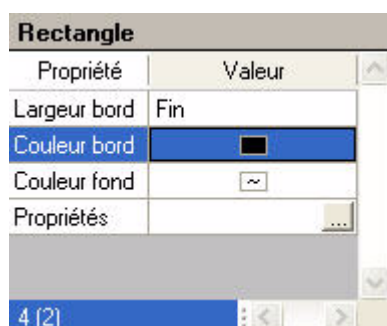 Rectangle
Propriété Valeur
Largeur bord Fin
Couleur bord
Couleur fond ~
Propriétés ...
4 (2)